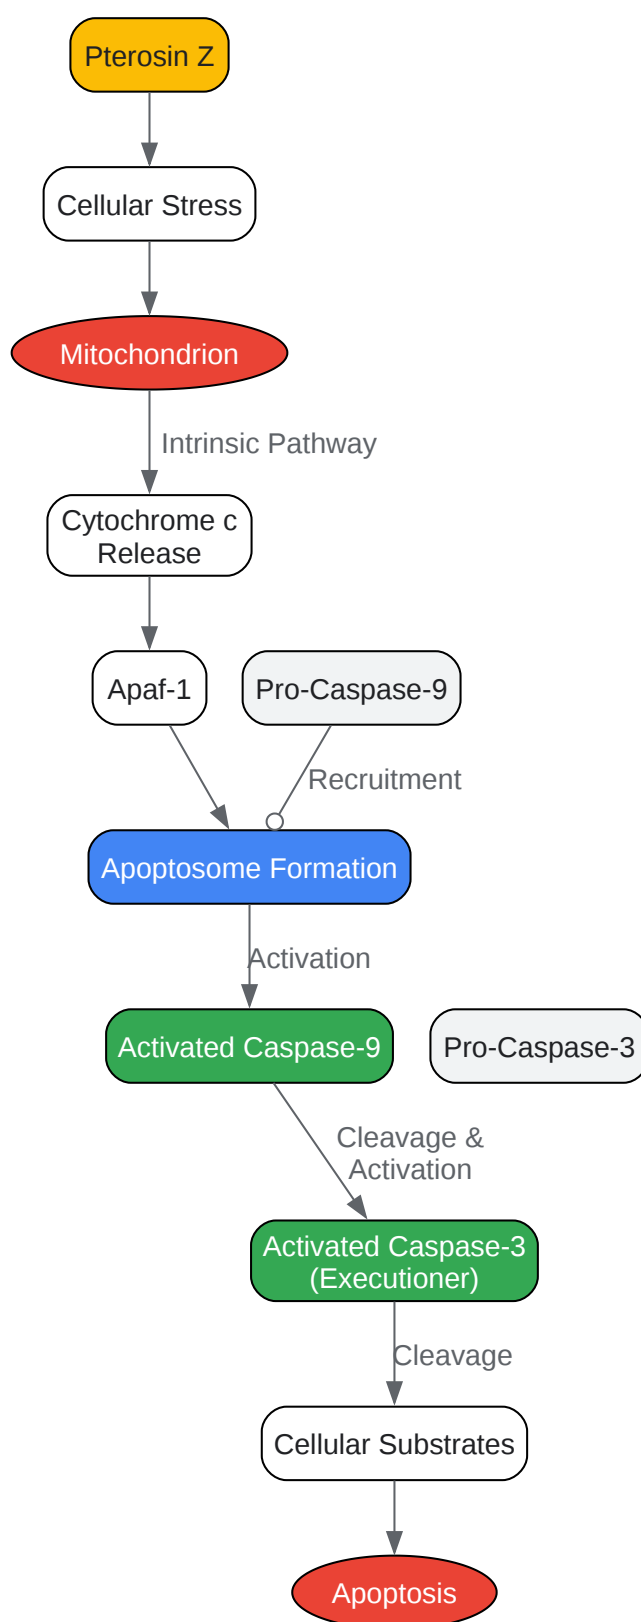 Pterosin Z
Cellular Stress
Mitochondrion
Intrinsic Pathway
Cytochrome c
Release
Apaf-1
Pro-Caspase-9
Recruitment
Apoptosome Formation
Activation
Activated Caspase-9
Pro-Caspase-3
Cleavage &
Activation
Activated Caspase-3
(Executioner)
Cleavage
Cellular Substrates
Apoptosis